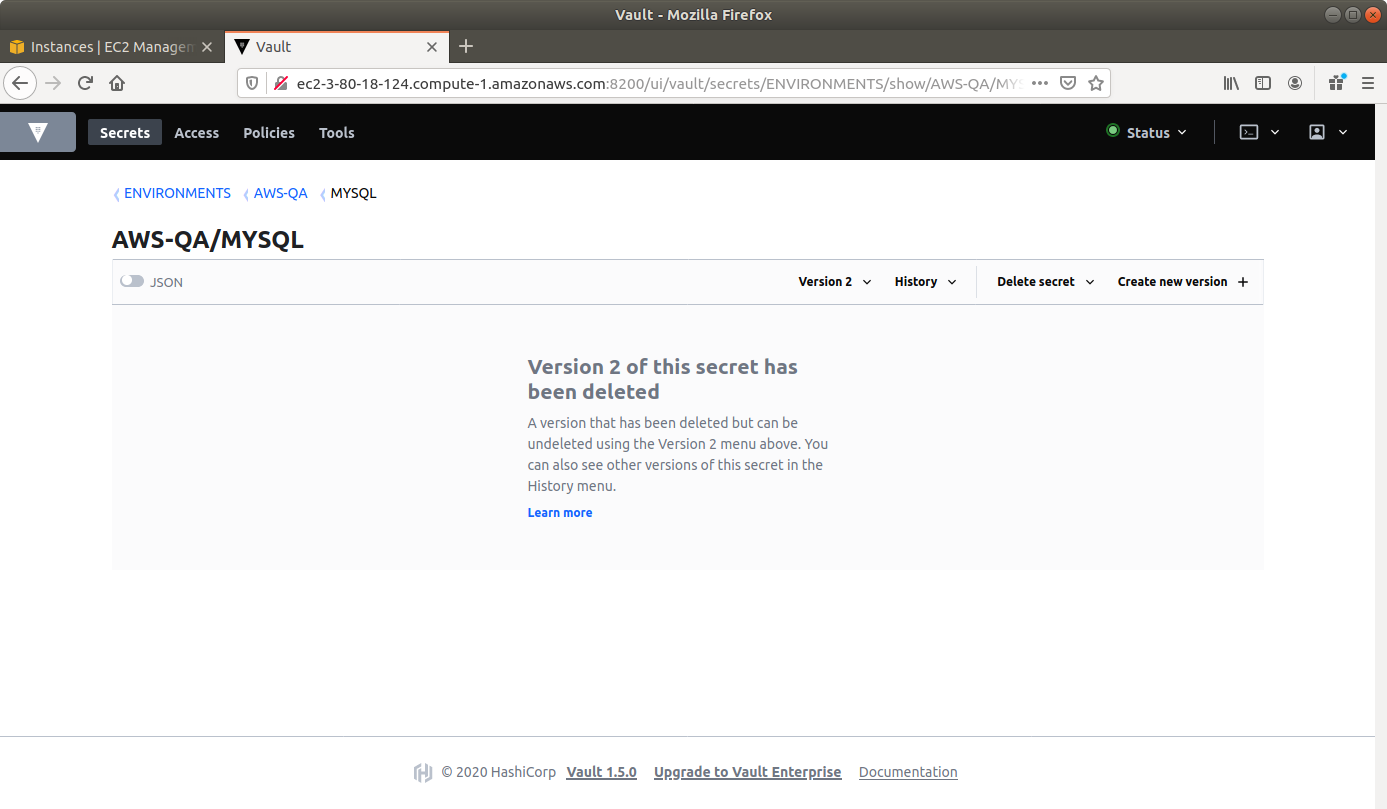 Vault - Mozilla Firefox
Instances | EC2 Managem
Vault
ec2-3-80-18-124.compute-1.amazonaws.com:8200/ui/vault/secrets/ENVIRONMENTS/show/AWS-QA/MYS
Secrets Access Policies Tools Status
ENVIRONMENTS AWS-QA MYSQL
AWS-QA/MYSQL
JSON Version 2 History Delete secret Create new version +
Version 2 of this secret has
been deleted
A version that has been deleted but can be
undeleted using the Version 2 menu above. You
can also see other versions of this secret in the
History menu.
Learn more
© 2020 HashiCorp Vault 1.5.0 Upgrade to Vault Enterprise Documentation